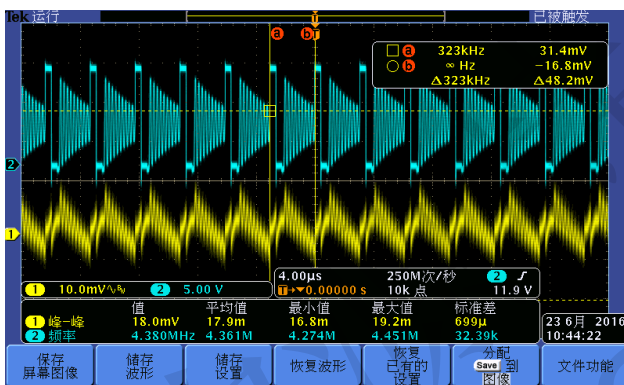 Tek 运行 已被触发
a b T
a 323kHz 31.4mV
b ∞ Hz −16.8mV
Δ323kHz Δ48.2mV
2
1
1 10.0mV 2 5.00 V
4.00µs 250M次/秒 2
T→▼0.00000 s 10k 点 11.9 V
值 平均值 最小值 最大值 标准差
1 峰−峰 18.0mV 17.9m 16.8m 19.2m 699µ
2 频率 4.380MHz 4.361M 4.274M 4.451M 32.39k
23 6月 2016
10:44:22
保存
屏幕图像
储存
波形
储存
设置
恢复波形
恢复
已有的
设置
分配
Save 到
图像
文件功能